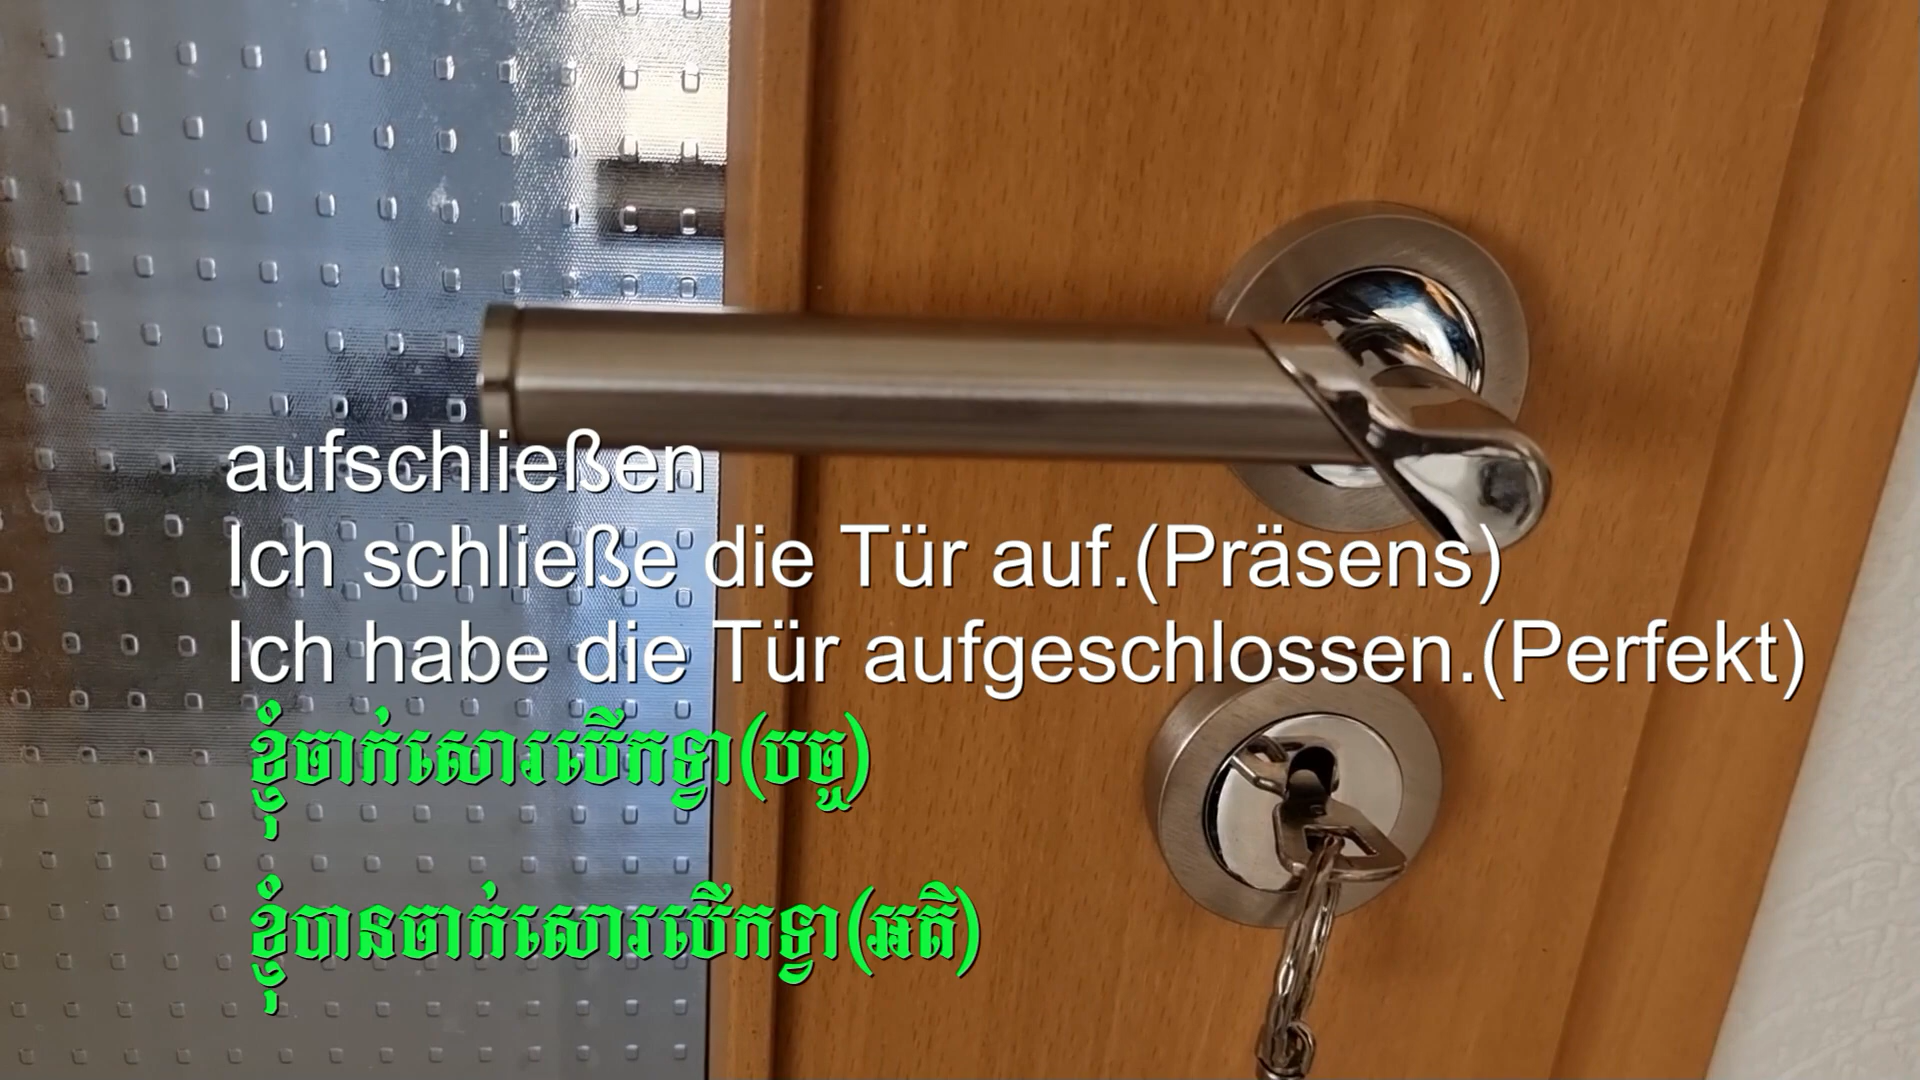 aufschließen
Ich schließe die Tür auf.(Präsens)
Ich habe die Tür aufgeschlossen.(Perfekt)
ខ្ញុំចាក់សោរបើកទ្វា(បច្ចុ)
ខ្ញុំបានចាក់សោរបើកទ្វា(អតី)